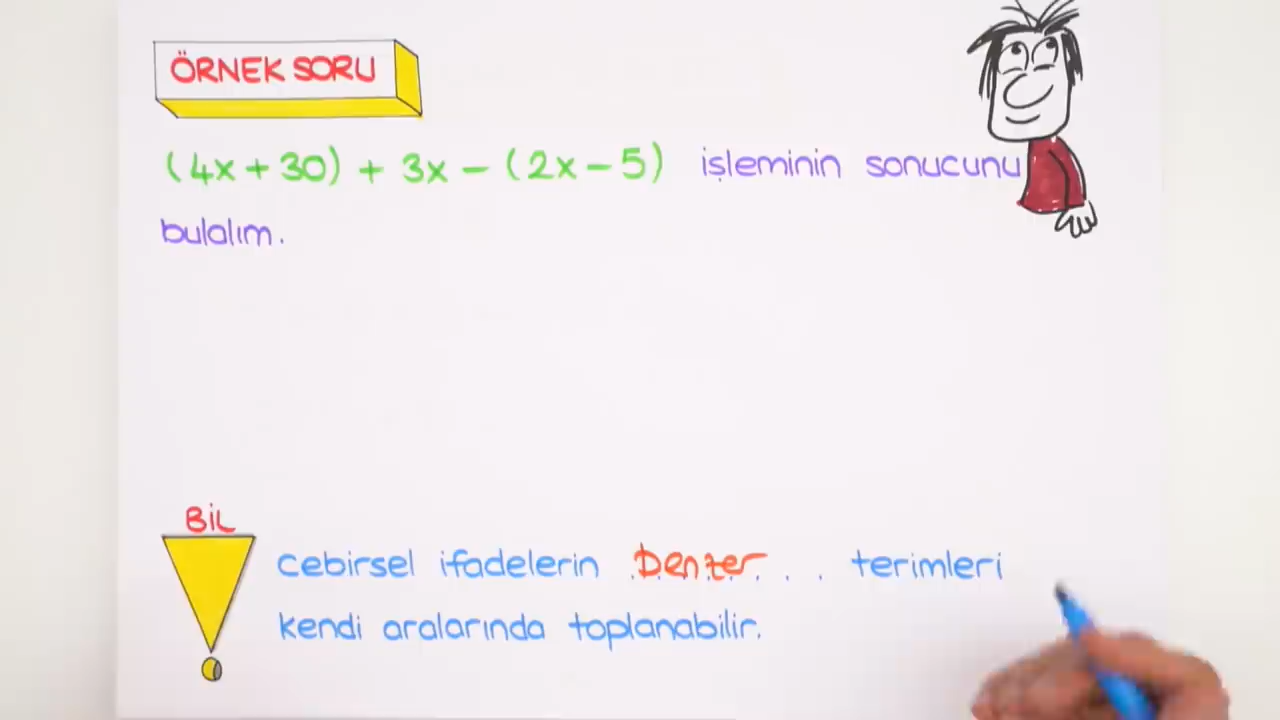 ÖRNEK SORU
(4x + 30) + 3x - (2x - 5) işleminin sonucunu
bulalım.
BİL
cebirsel ifadelerin benzer . . terimleri
kendi aralarında toplanabilir.